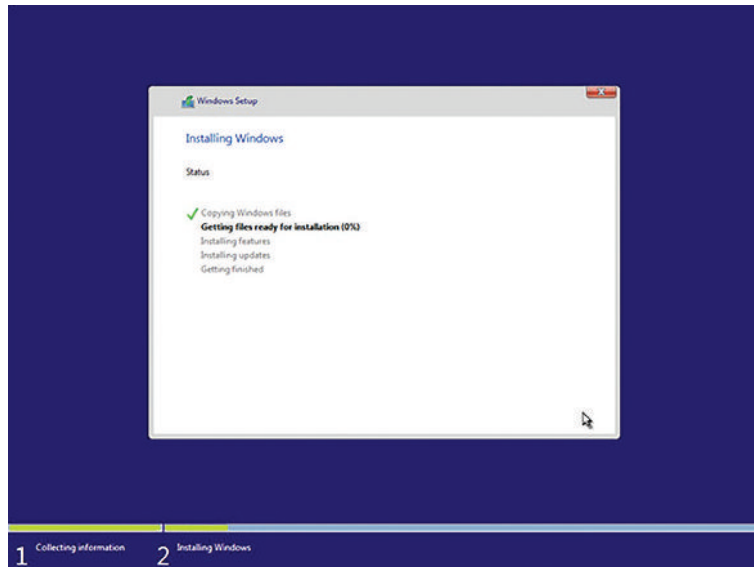 Windows Setup
Installing Windows
Status
Copying Windows files
Getting files ready for installation (0%)
Installing features
Installing updates
Getting finished
1 Collecting information 2 Installing Windows